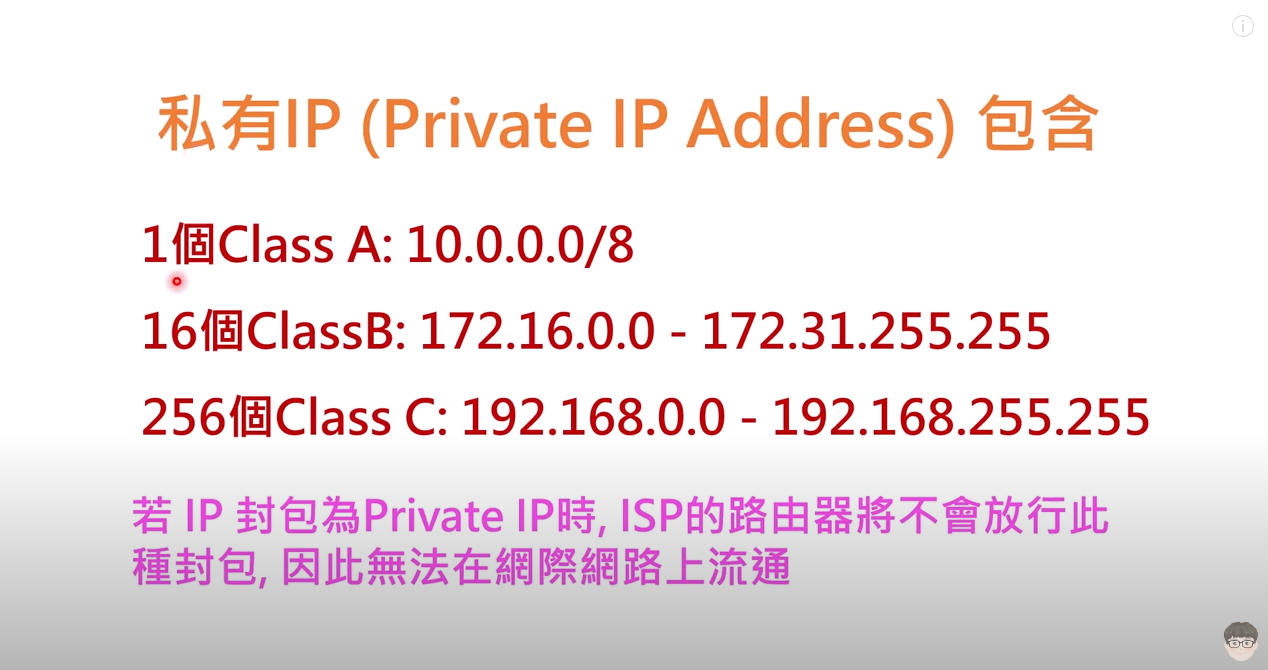 私有IP (Private IP Address) 包含
1個Class A: 10.0.0.0/8
16個ClassB: 172.16.0.0 - 172.31.255.255
256個Class C: 192.168.0.0 - 192.168.255.255
若 IP 封包為Private IP時, ISP的路由器將不會放行此
種封包, 因此無法在網際網路上流通